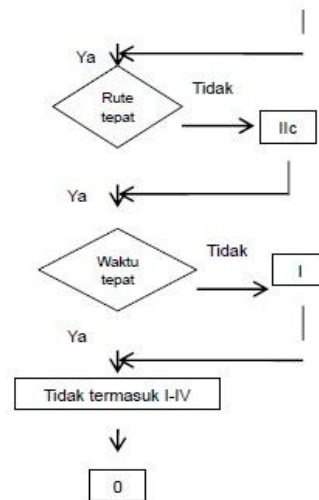 Ya
Rute
tepat
Tidak
IIc
Ya
Waktu
tepat
Tidak
I
Ya
Tidak termasuk I-IV
0